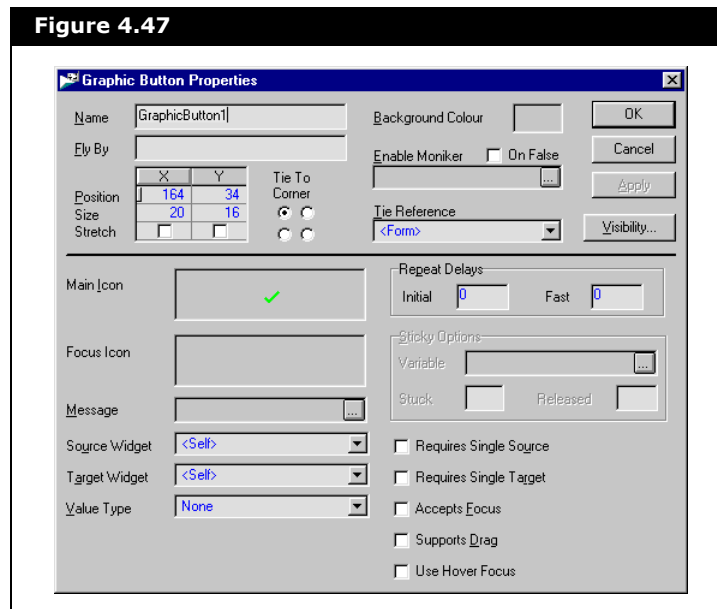 Figure 4.47
Graphic Button Properties
Name GraphicButton1
Fly By
X Y
Position 164 34
Size 20 16
Stretch
Tie To
Corner
Background Colour
Enable Moniker On False
...
Tie Reference
<Form>
OK
Cancel
Apply
Visibility...
Main Icon
Focus Icon
Message ...
Source Widget <Self>
Target Widget <Self>
Value Type None
Repeat Delays
Initial 0 Fast 0
Sticky Options
Variable ...
Stuck Released
Requires Single Source
Requires Single Target
Accepts Focus
Supports Drag
Use Hover Focus